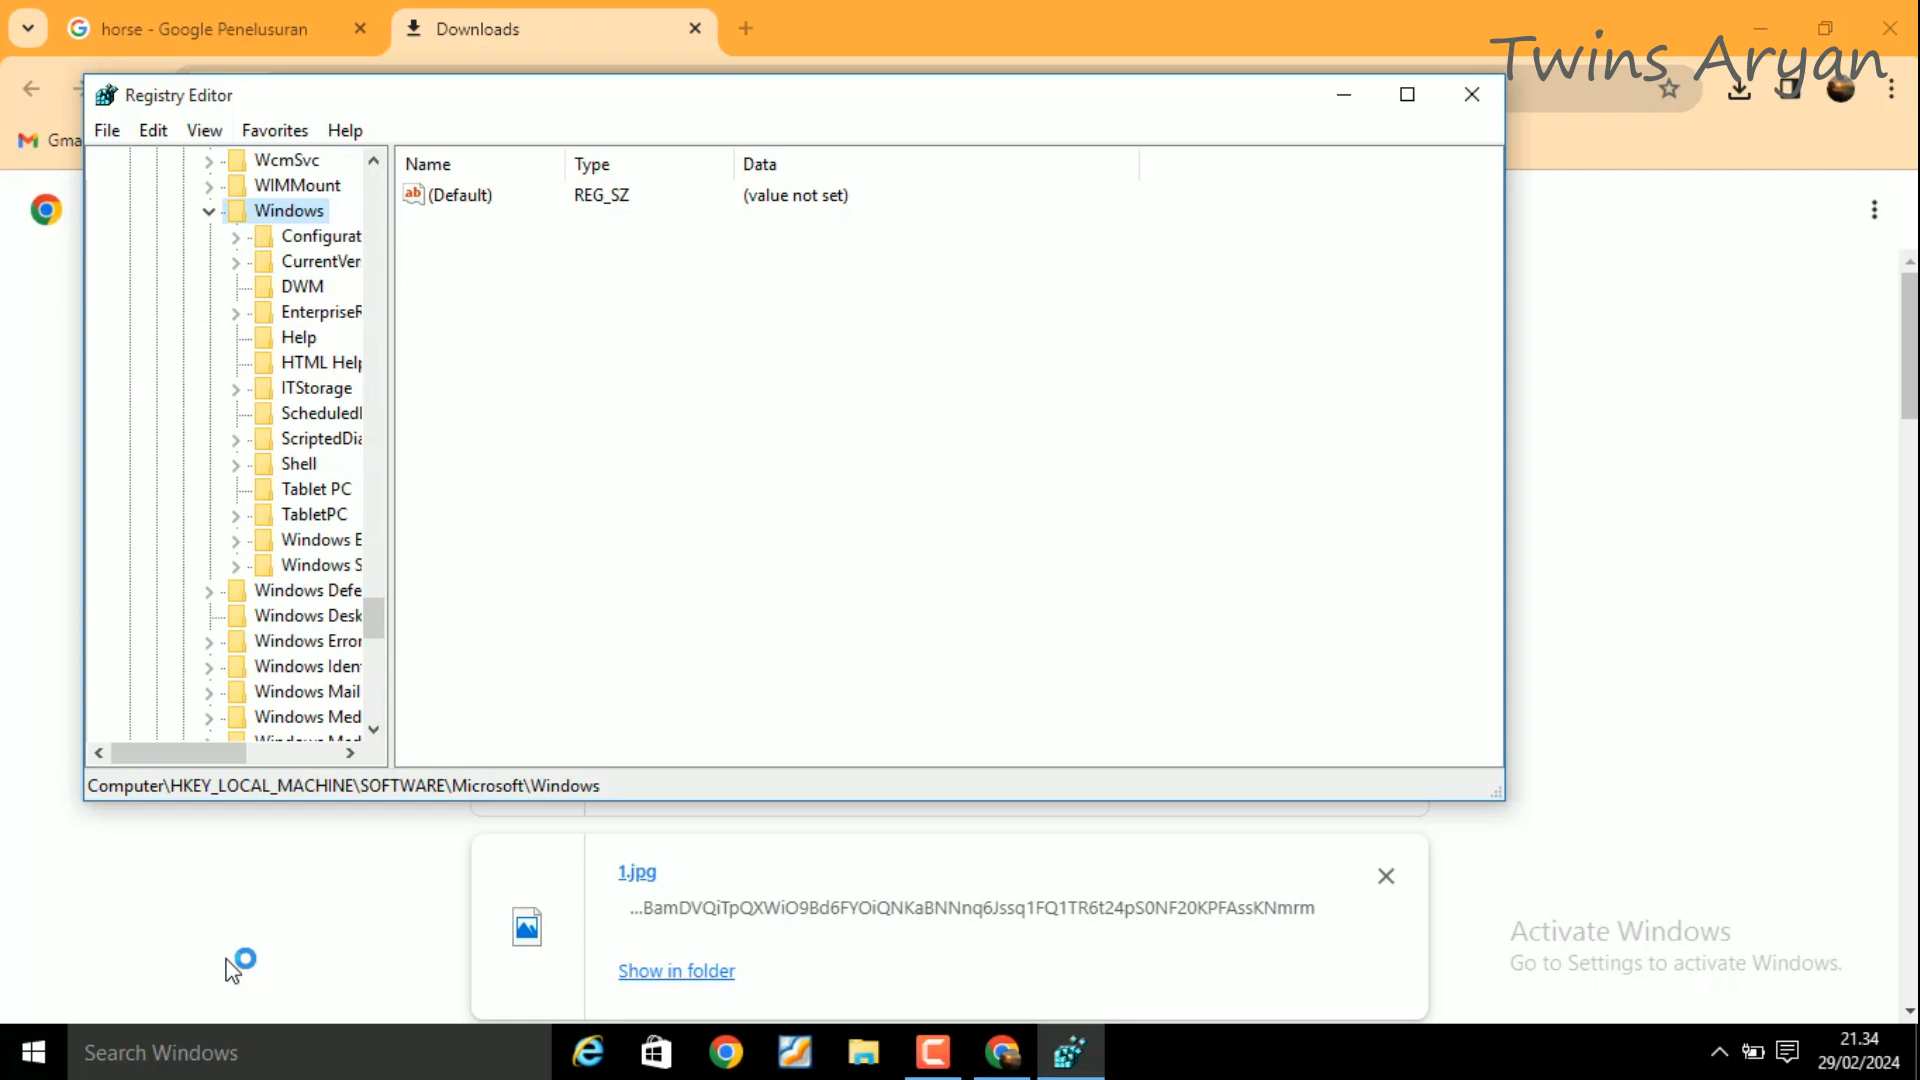 horse - Google Penelusuran
Downloads
Twins Aryan
Gma
Registry Editor
File Edit View Favorites Help
Name Type Data
ab (Default) REG_SZ (value not set)
WcmSvc
WIMMount
Windows
Configurat
CurrentVer
DWM
EnterpriseR
Help
HTML Help
ITStorage
ScheduledI
ScriptedDia
Shell
Tablet PC
TabletPC
Windows E
Windows S
Windows Defe
Windows Desk
Windows Error
Windows Iden
Windows Mail
Windows Med
Computer\HKEY_LOCAL_MACHINE\SOFTWARE\Microsoft\Windows
1.jpg
...BamDVQiTpQXWiO9Bd6FYOiQNKaBNNnq6Jssq1FQ1TR6t24pS0NF20KPFAssKNmrm
Show in folder
Activate Windows
Go to Settings to activate Windows.
Search Windows
21.34
29/02/2024